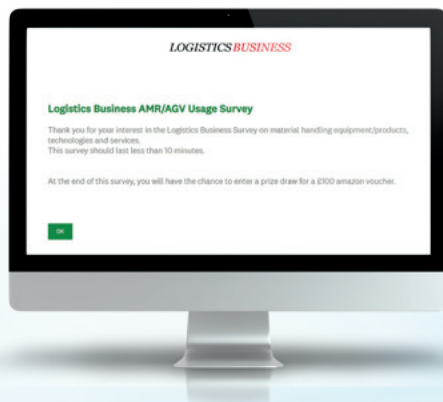 LOGISTICS BUSINESS
Logistics Business AMR/AGV Usage Survey
Thank you for your interest in the Logistics Business Survey on material handling equipment/products,
technologies and services.
This survey should last less than 10 minutes.
At the end of this survey, you will have the chance to enter a prize draw for a £100 amazon voucher.
OK